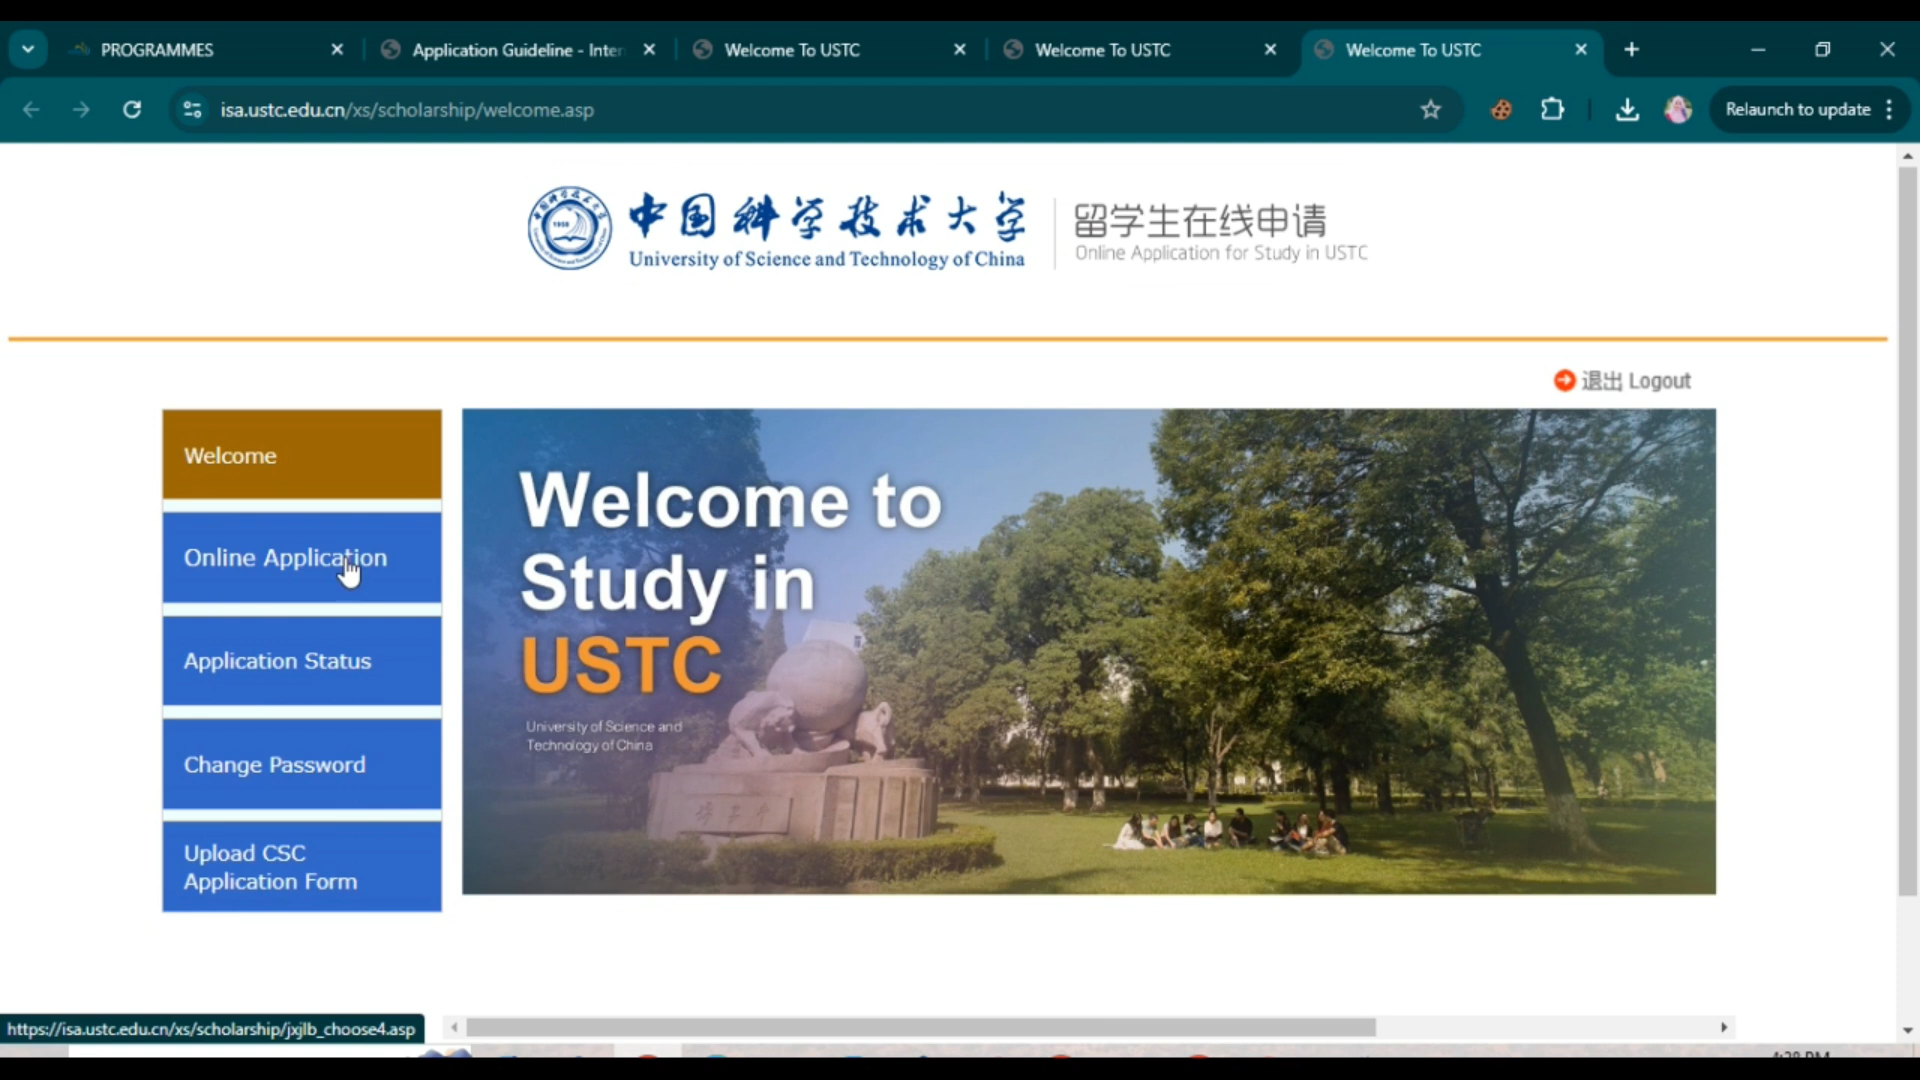 PROGRAMMES
Application Guideline - Inter
Welcome To USTC
Welcome To USTC
Welcome To USTC
isa.ustc.edu.cn/xs/scholarship/welcome.asp
Relaunch to update
1958
中国科学技术大学
University of Science and Technology of China
留学生在线申请
Online Application for Study in USTC
退出 Logout
Welcome
Online Application
Application Status
Change Password
Upload CSC
Application Form
Welcome to
Study in
USTC
University of Science and
Technology of China
https://isa.ustc.edu.cn/xs/scholarship/jxjlb_choose4.asp